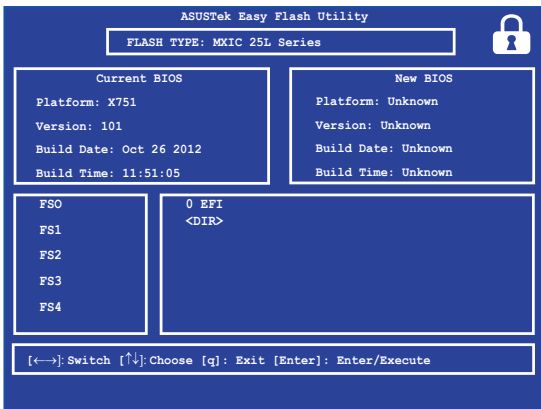 ASUSTek Easy Flash Utility
FLASH TYPE: MXIC 25L Series
Current BIOS
Platform: X751
Version: 101
Build Date: Oct 26 2012
Build Time: 11:51:05
New BIOS
Platform: Unknown
Version: Unknown
Build Date: Unknown
Build Time: Unknown
FSO
FS1
FS2
FS3
FS4
0 EFI
<DIR>
[←→]: Switch [↑↓]: Choose [q]: Exit [Enter]: Enter/Execute